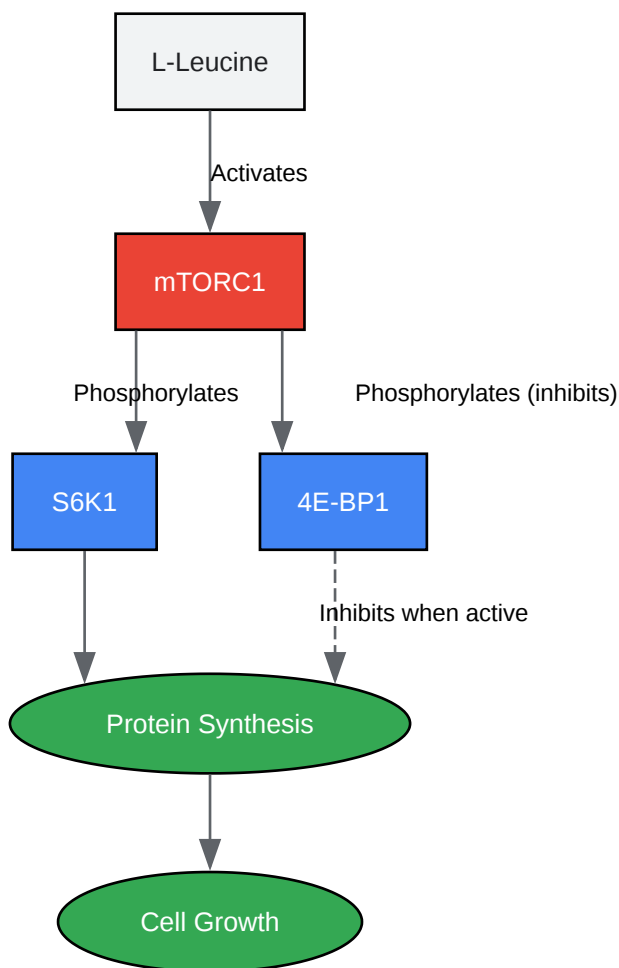 L-Leucine
Activates
mTORC1
Phosphorylates
Phosphorylates (inhibits)
S6K1
4E-BP1
Inhibits when active
Protein Synthesis
Cell Growth